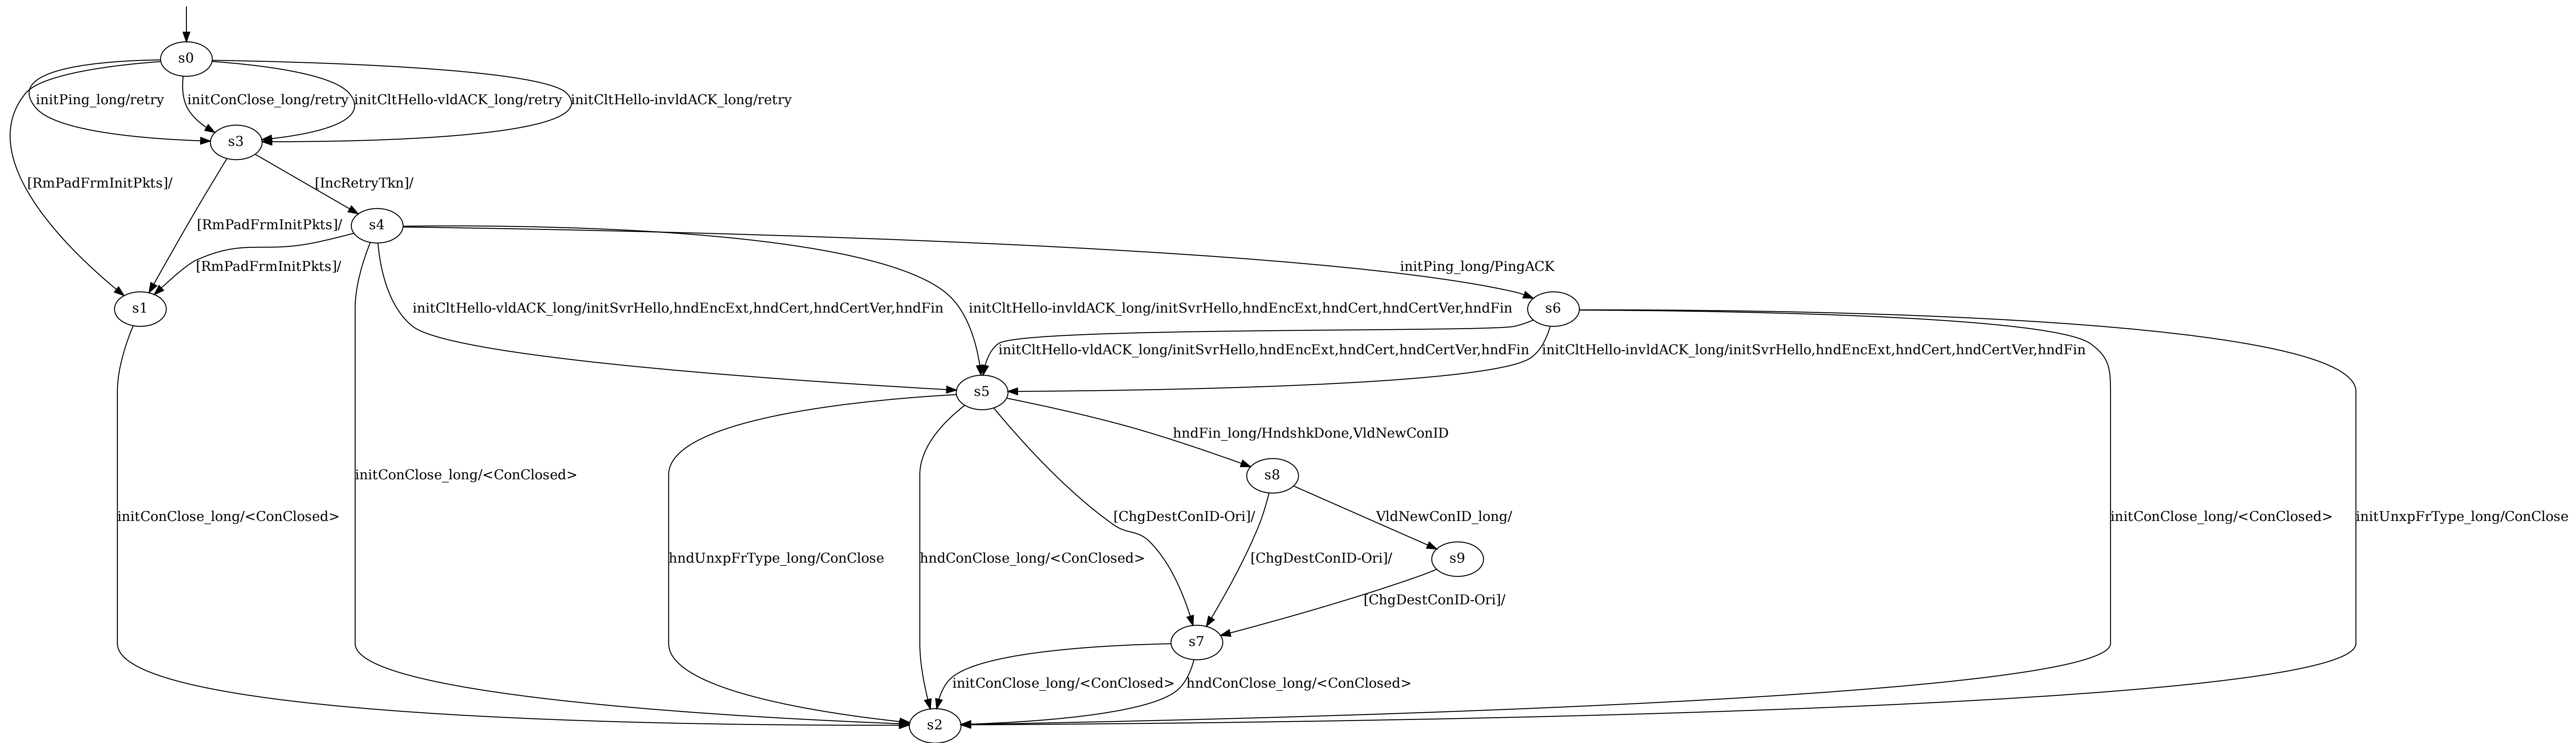 s0
initPing_long/retry
initConClose_long/retry
initCltHello-vldACK_long/retry
initCltHello-invldACK_long/retry
s3
[RmPadFrmInitPkts]/
[IncRetryTkn]/
[RmPadFrmInitPkts]/
s4
[RmPadFrmInitPkts]/
initPing_long/PingACK
s1
initCltHello-vldACK_long/initSvrHello,hndEncExt,hndCert,hndCertVer,hndFin
initCltHello-invldACK_long/initSvrHello,hndEncExt,hndCert,hndCertVer,hndFin
s6
initCltHello-vldACK_long/initSvrHello,hndEncExt,hndCert,hndCertVer,hndFin
initCltHello-invldACK_long/initSvrHello,hndEncExt,hndCert,hndCertVer,hndFin
s5
hndFin_long/HndshkDone,VldNewConID
initConClose_long/<ConClosed>
s8
initConClose_long/<ConClosed>
[ChgDestConID-Ori]/
VldNewConID_long/
initConClose_long/<ConClosed>
initUnxpFrType_long/ConClose
hndUnxpFrType_long/ConClose
hndConClose_long/<ConClosed>
[ChgDestConID-Ori]/
s9
[ChgDestConID-Ori]/
s7
initConClose_long/<ConClosed>
hndConClose_long/<ConClosed>
s2